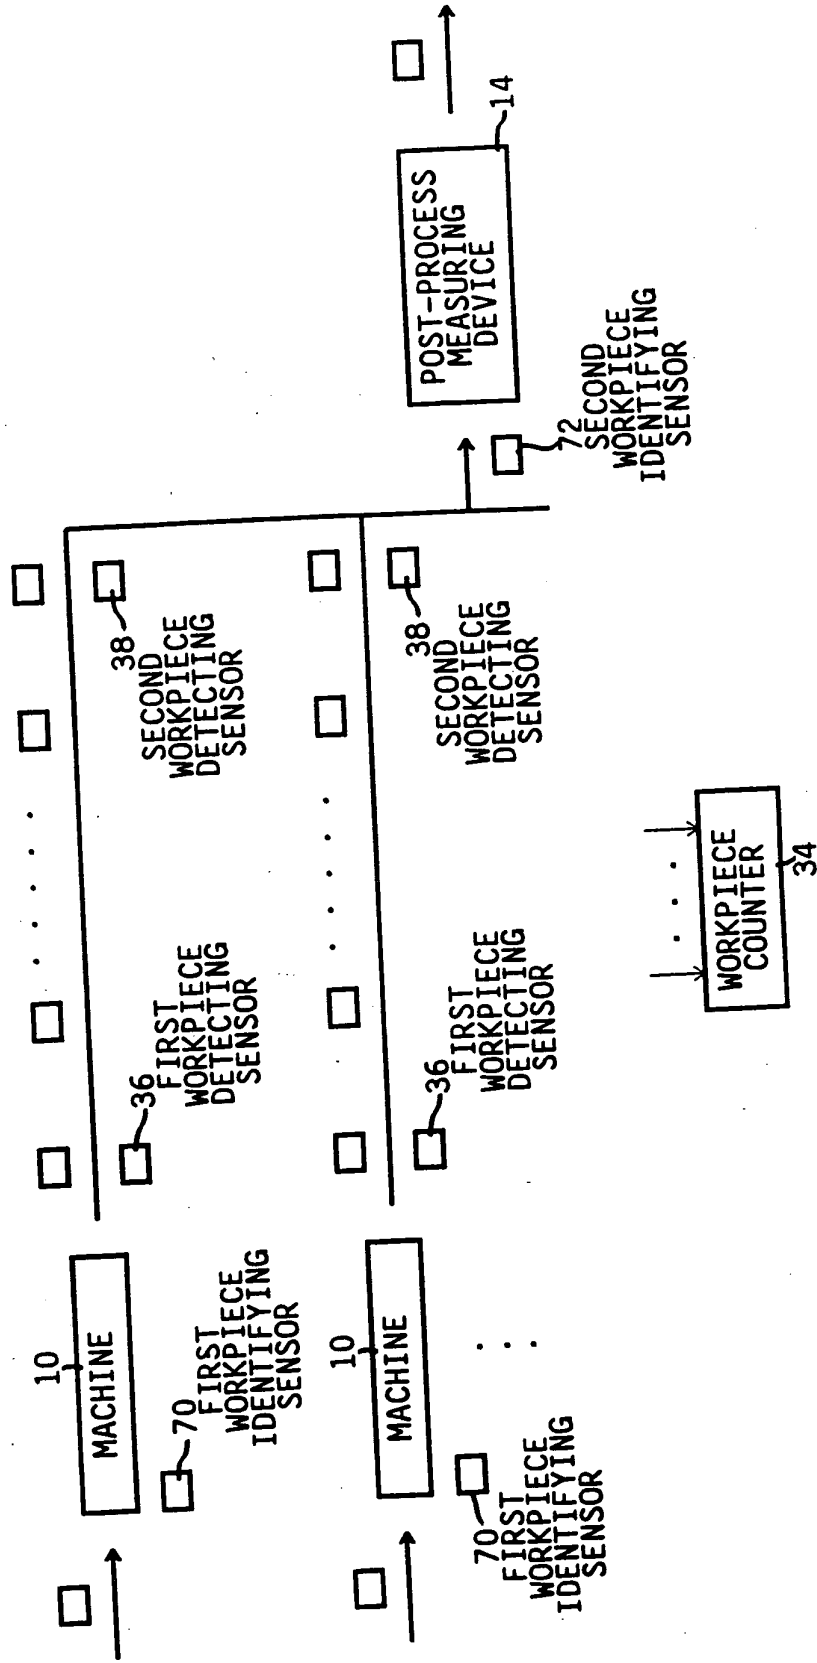 10
MACHINE
70
FIRST
WORKPIECE
IDENTIFYING
SENSOR
36
FIRST
WORKPIECE
DETECTING
SENSOR
38
SECOND
WORKPIECE
DETECTING
SENSOR
10
MACHINE
70
FIRST
WORKPIECE
IDENTIFYING
SENSOR
36
FIRST
WORKPIECE
DETECTING
SENSOR
38
SECOND
WORKPIECE
DETECTING
SENSOR
72
SECOND
WORKPIECE
IDENTIFYING
SENSOR
POST-PROCESS
MEASURING
DEVICE
14
WORKPIECE
COUNTER
34